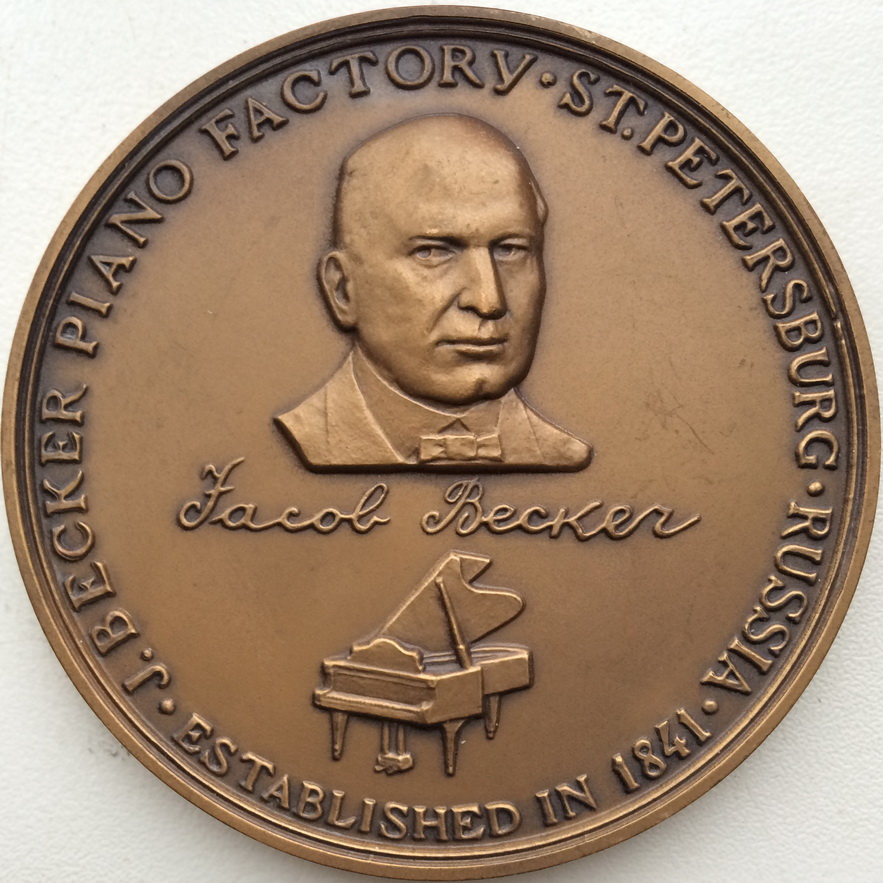 J. BECKER PIANO FACTORY · ST. PETERSBURG · RUSSIA · ESTABLISHED IN 1841 ·
Jacob Becker